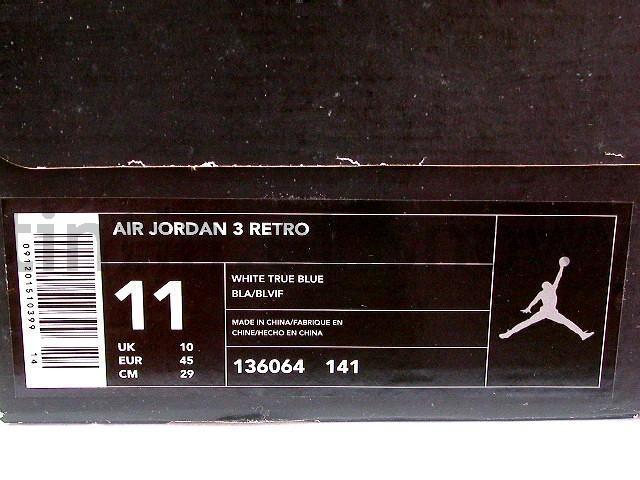 AIR JORDAN 3 RETRO
11
UK 10
EUR 45
CM 29
WHITE TRUE BLUE
BLA/BLVIF
MADE IN CHINA/FABRIQUE EN
CHINE/HECHO EN CHINA
136064 141
091201510399
14